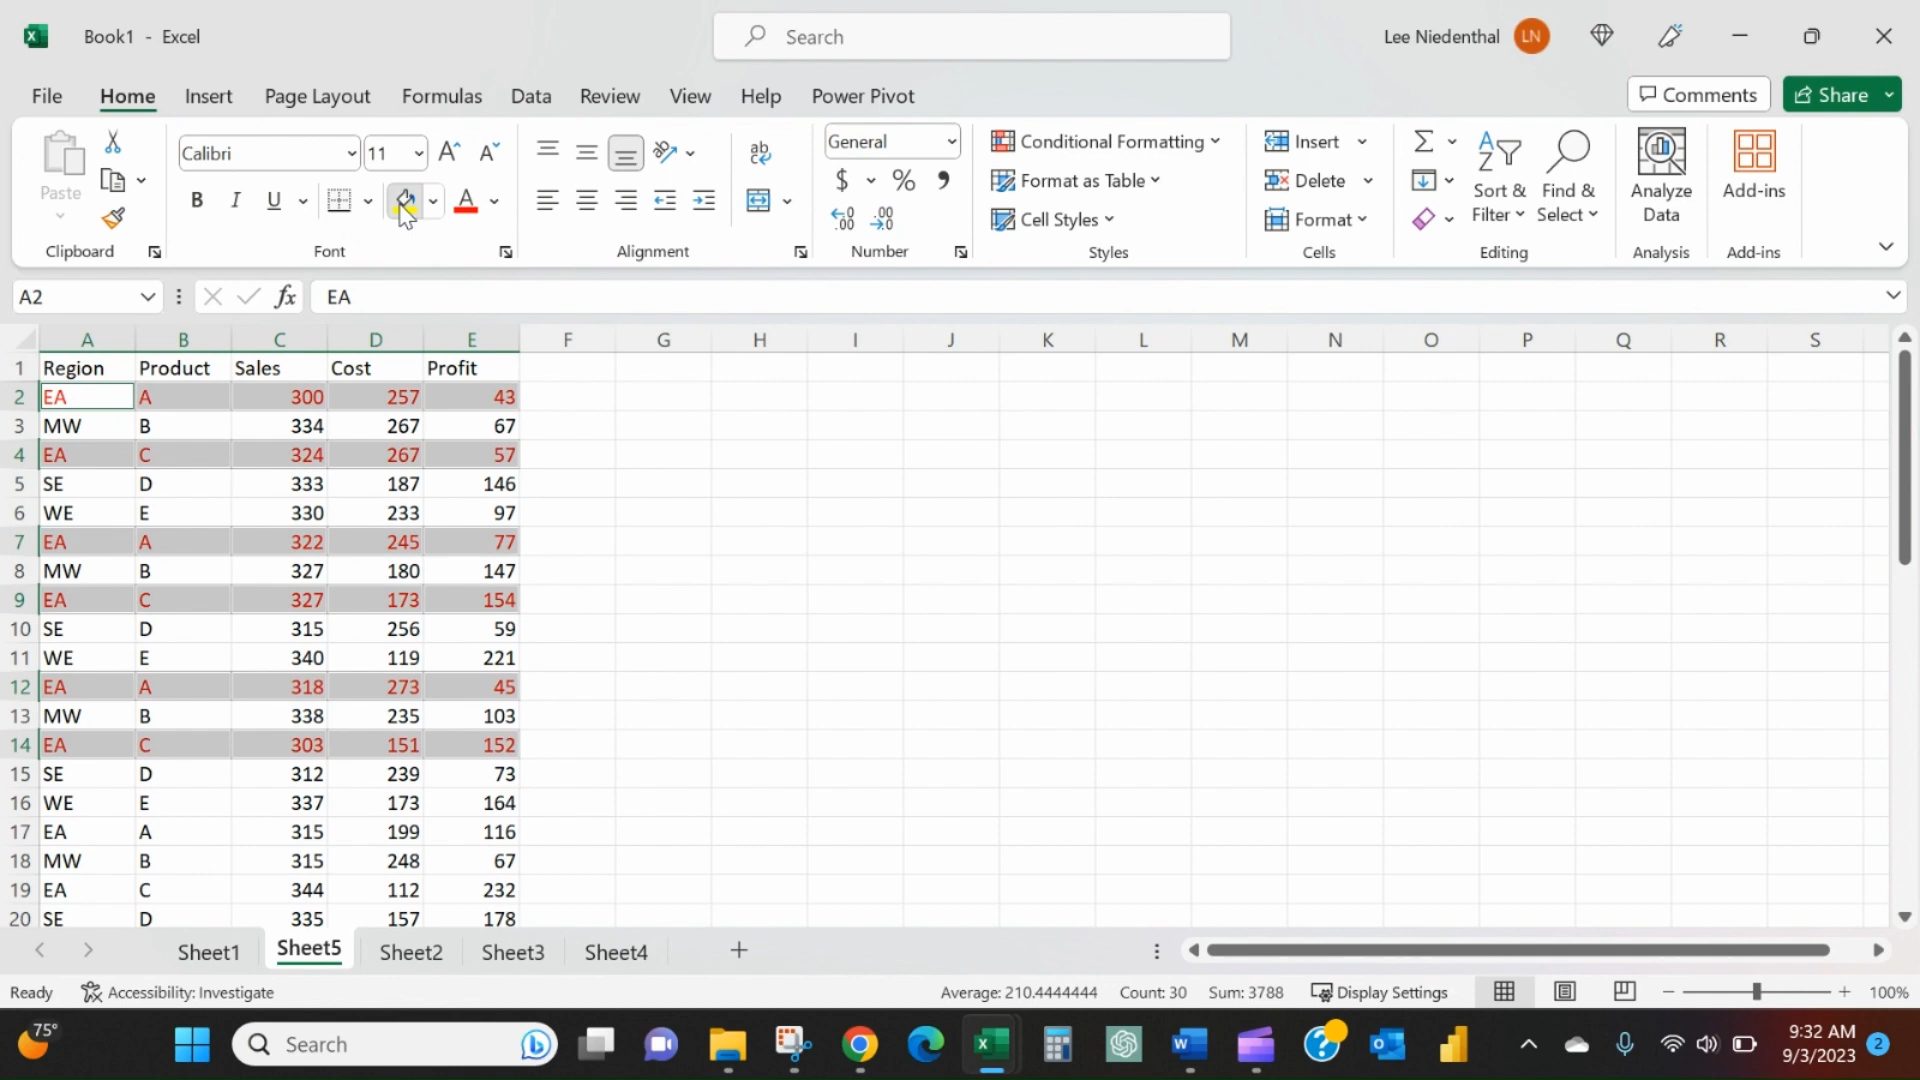 Book1 - Excel
Search
Lee Niedenthal LN
File Home Insert Page Layout Formulas Data Review View Help Power Pivot
Comments Share
Paste
Clipboard
Calibri 11
B I U A
Font
ab
Alignment
General
$ % 9
Number
Conditional Formatting
Format as Table
Cell Styles
Styles
Insert
Delete
Format
Cells
Sort & Filter
Find & Select
Editing
Analyze Data
Analysis
Add-ins
Add-ins
A2 fx EA
A B C D E F G H I J K L M N O P Q R S
1 Region Product Sales Cost Profit
2 EA A 300 257 43
3 MW B 334 267 67
4 EA C 324 267 57
5 SE D 333 187 146
6 WE E 330 233 97
7 EA A 322 245 77
8 MW B 327 180 147
9 EA C 327 173 154
10 SE D 315 256 59
11 WE E 340 119 221
12 EA A 318 273 45
13 MW B 338 235 103
14 EA C 303 151 152
15 SE D 312 239 73
16 WE E 337 173 164
17 EA A 315 199 116
18 MW B 315 248 67
19 EA C 344 112 232
20 SE D 335 157 178
Sheet1 Sheet5 Sheet2 Sheet3 Sheet4
Ready Accessibility: Investigate Average: 210.4444444 Count: 30 Sum: 3788 Display Settings 100%
75° Search 9:32 AM
9/3/2023 2